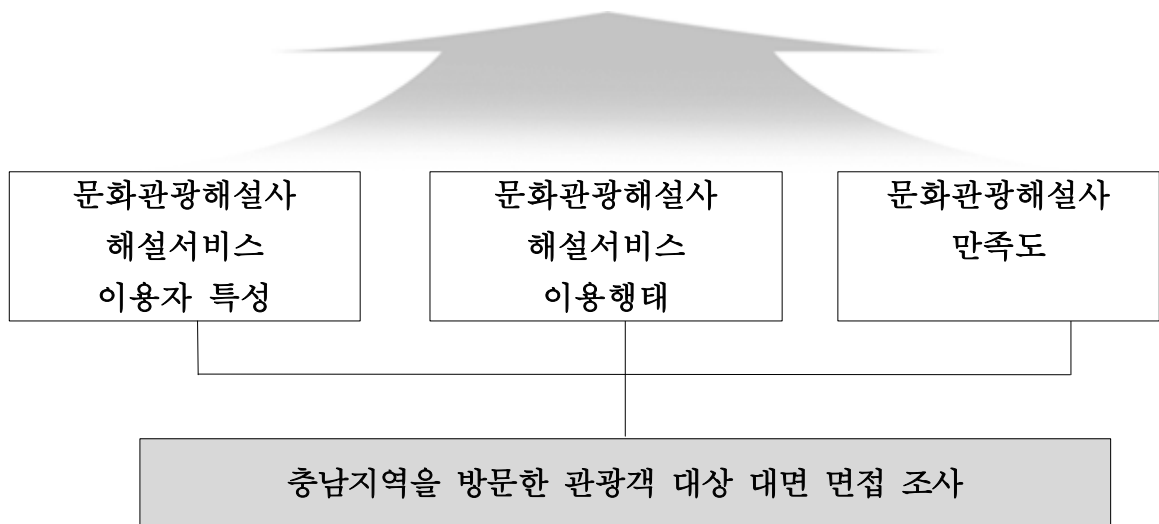 문화관광해설사
해설서비스
이용자 특성
문화관광해설사
해설서비스
이용행태
문화관광해설사
만족도
충남지역을 방문한 관광객 대상 대면 면접 조사